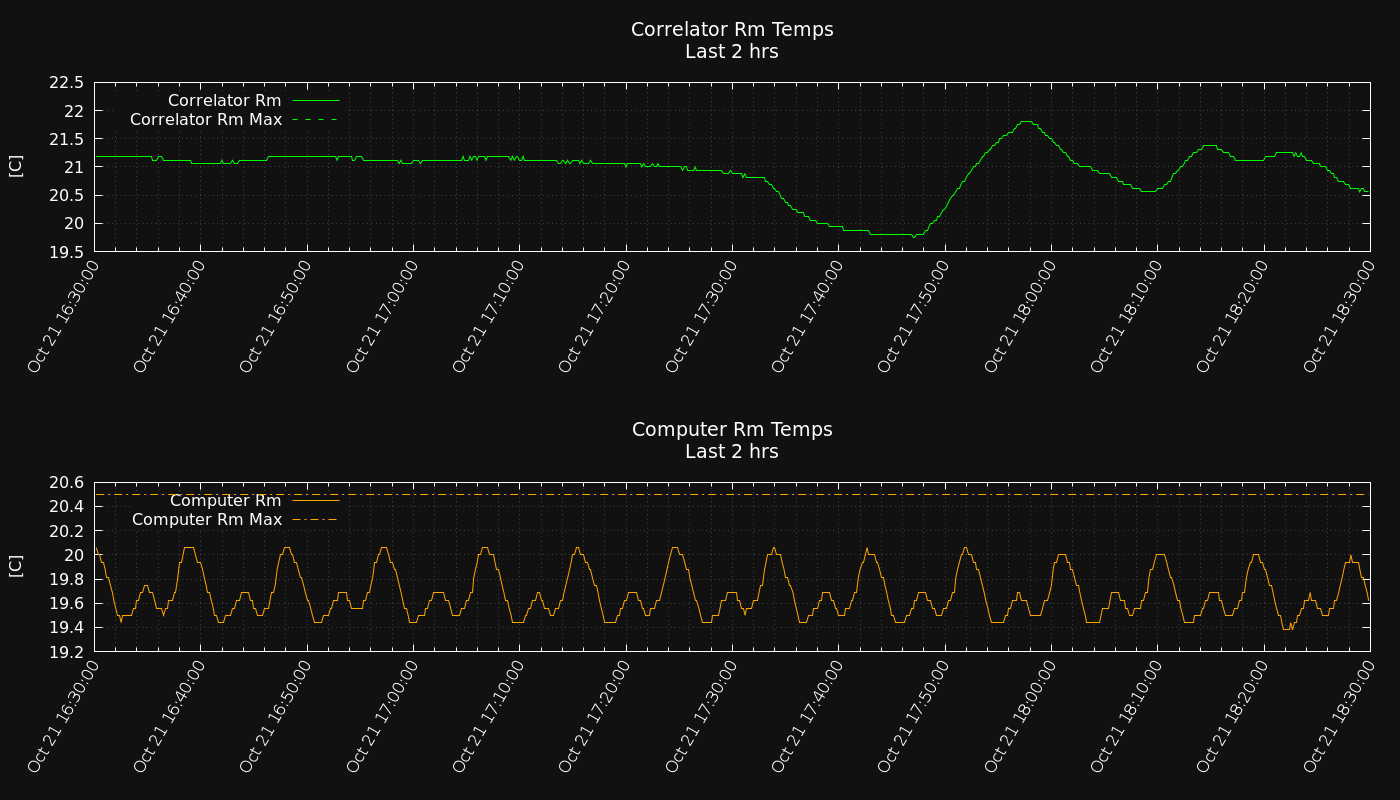 Correlator Rm Temps
Last 2 hrs
22.5
22
21.5
21
20.5
20
19.5
[C]
Correlator Rm
Correlator Rm Max
Oct 21 16:30:00
Oct 21 16:40:00
Oct 21 16:50:00
Oct 21 17:00:00
Oct 21 17:10:00
Oct 21 17:20:00
Oct 21 17:30:00
Oct 21 17:40:00
Oct 21 17:50:00
Oct 21 18:00:00
Oct 21 18:10:00
Oct 21 18:20:00
Oct 21 18:30:00
Computer Rm Temps
Last 2 hrs
20.6
20.4
20.2
20
19.8
19.6
19.4
19.2
[C]
Computer Rm
Computer Rm Max
Oct 21 16:30:00
Oct 21 16:40:00
Oct 21 16:50:00
Oct 21 17:00:00
Oct 21 17:10:00
Oct 21 17:20:00
Oct 21 17:30:00
Oct 21 17:40:00
Oct 21 17:50:00
Oct 21 18:00:00
Oct 21 18:10:00
Oct 21 18:20:00
Oct 21 18:30:00